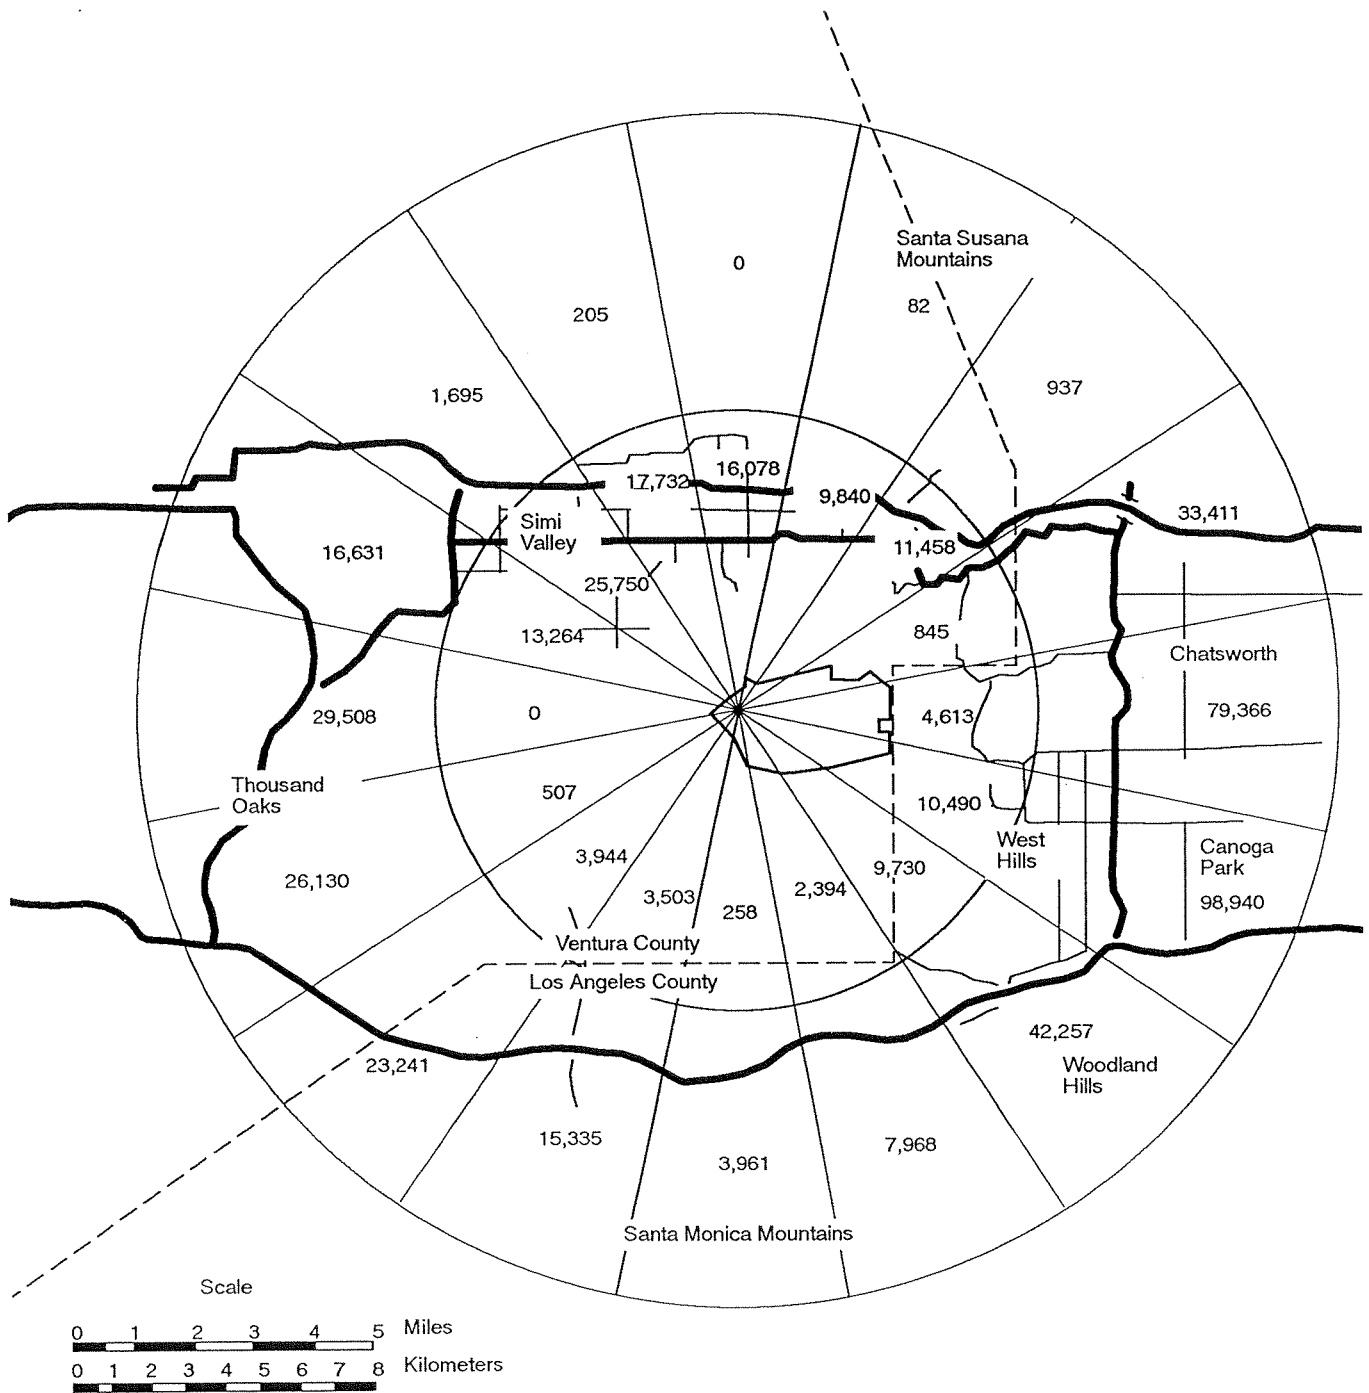 Santa Susana
Mountains
0
82
205
937
1,695
16,078
17,732
9,840
33,411
Simi
Valley
11,458
16,631
25,750
13,264
845
Chatsworth
29,508
0
4,613
79,366
Thousand
Oaks
507
10,490
West
Hills
Canoga
Park
3,944
9,730
26,130
3,503
2,394
258
98,940
Ventura County
Los Angeles County
42,257
23,241
Woodland
Hills
15,335
7,968
3,961
Santa Monica Mountains
Scale
0 1 2 3 4 5 Miles
0 1 2 3 4 5 6 7 8 Kilometers